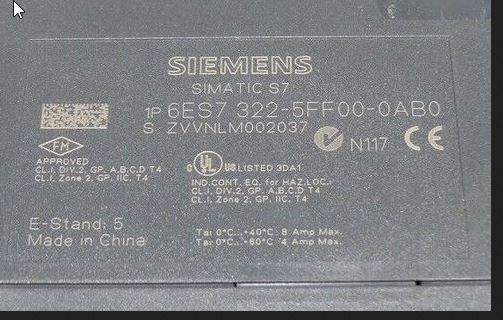 SIEMENS
SIMATIC S7
1P 6ES7 322-5FF00-0AB0
S ZVVNLM002037
N117
CE
FM
APPROVED
CL.I, DIV.2, GP. A,B,C,D T4
CL.I, Zone 2, GP. IIC, T4
c UL US LISTED 3DA1
IND.CONT. EQ. for HAZ.LOC.:
CL.I, DIV.2, GP. A,B,C,D T4
CL.I, Zone 2, GP. IIC, T4
E-Stand: 5
Made in China
Ta: 0°C...+40°C: 8 Amp Max.
Ta: 0°C...+60°C: 4 Amp Max.